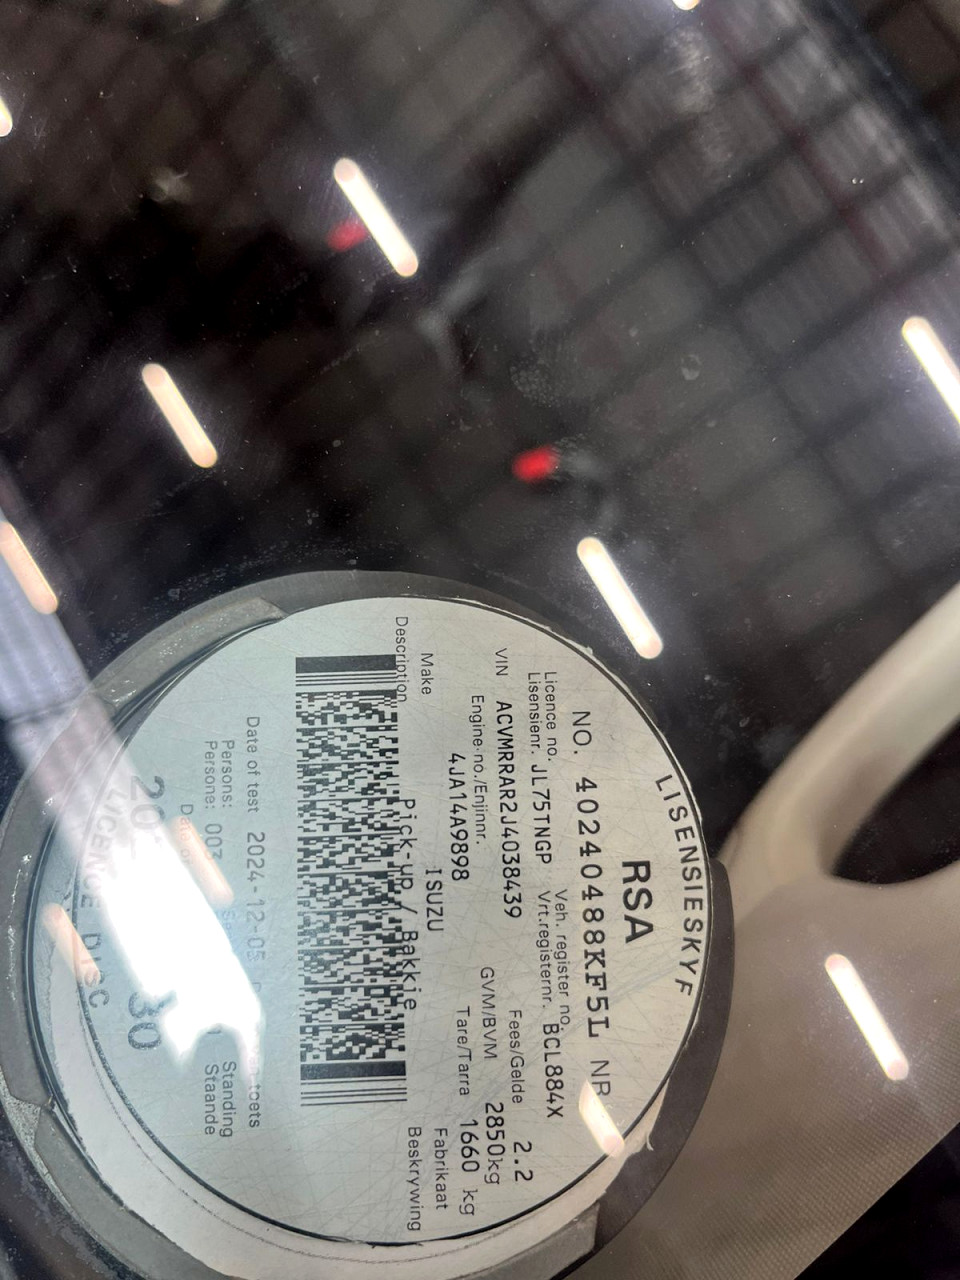 LISENSIESKYF
RSA
NO. 40240488KF5L NR
Licence no. Veh. register no.
Lisensienr. JL75TNGP Vrt.registernr. BCL884X
VIN ACVMRRAR2J4038439 Fees/Gelde 2.2
Engine no./Enjinnr. GVM/BVM 2850kg
4JA14A9898 Tare/Tarra 1660 kg
Make ISUZU Fabrikaat
Description Pick-up / Bakkie Beskrywing
Date of test 2024-12-05 toets
Persons: Standing
Persone: 003 Staande
30
LICENCE DISC